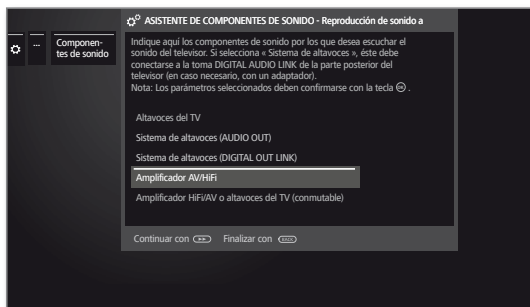 ASISTENTE DE COMPONENTES DE SONIDO - Reproducción de sonido a
...
Componen-
tes de sonido
Indique aquí los componentes de sonido por los que desea escuchar el
sonido del televisor. Si selecciona « Sistema de altavoces », éste debe
conectarse a la toma DIGITAL AUDIO LINK de la parte posterior del
televisor (en caso necesario, con un adaptador).
Nota: Los parámetros seleccionados deben confirmarse con la tecla OK .
Altavoces del TV
Sistema de altavoces (AUDIO OUT)
Sistema de altavoces (DIGITAL OUT LINK)
Amplificador AV/HiFi
Amplificador HiFi/AV o altavoces del TV (conmutable)
Continuar con Finalizar con BACK